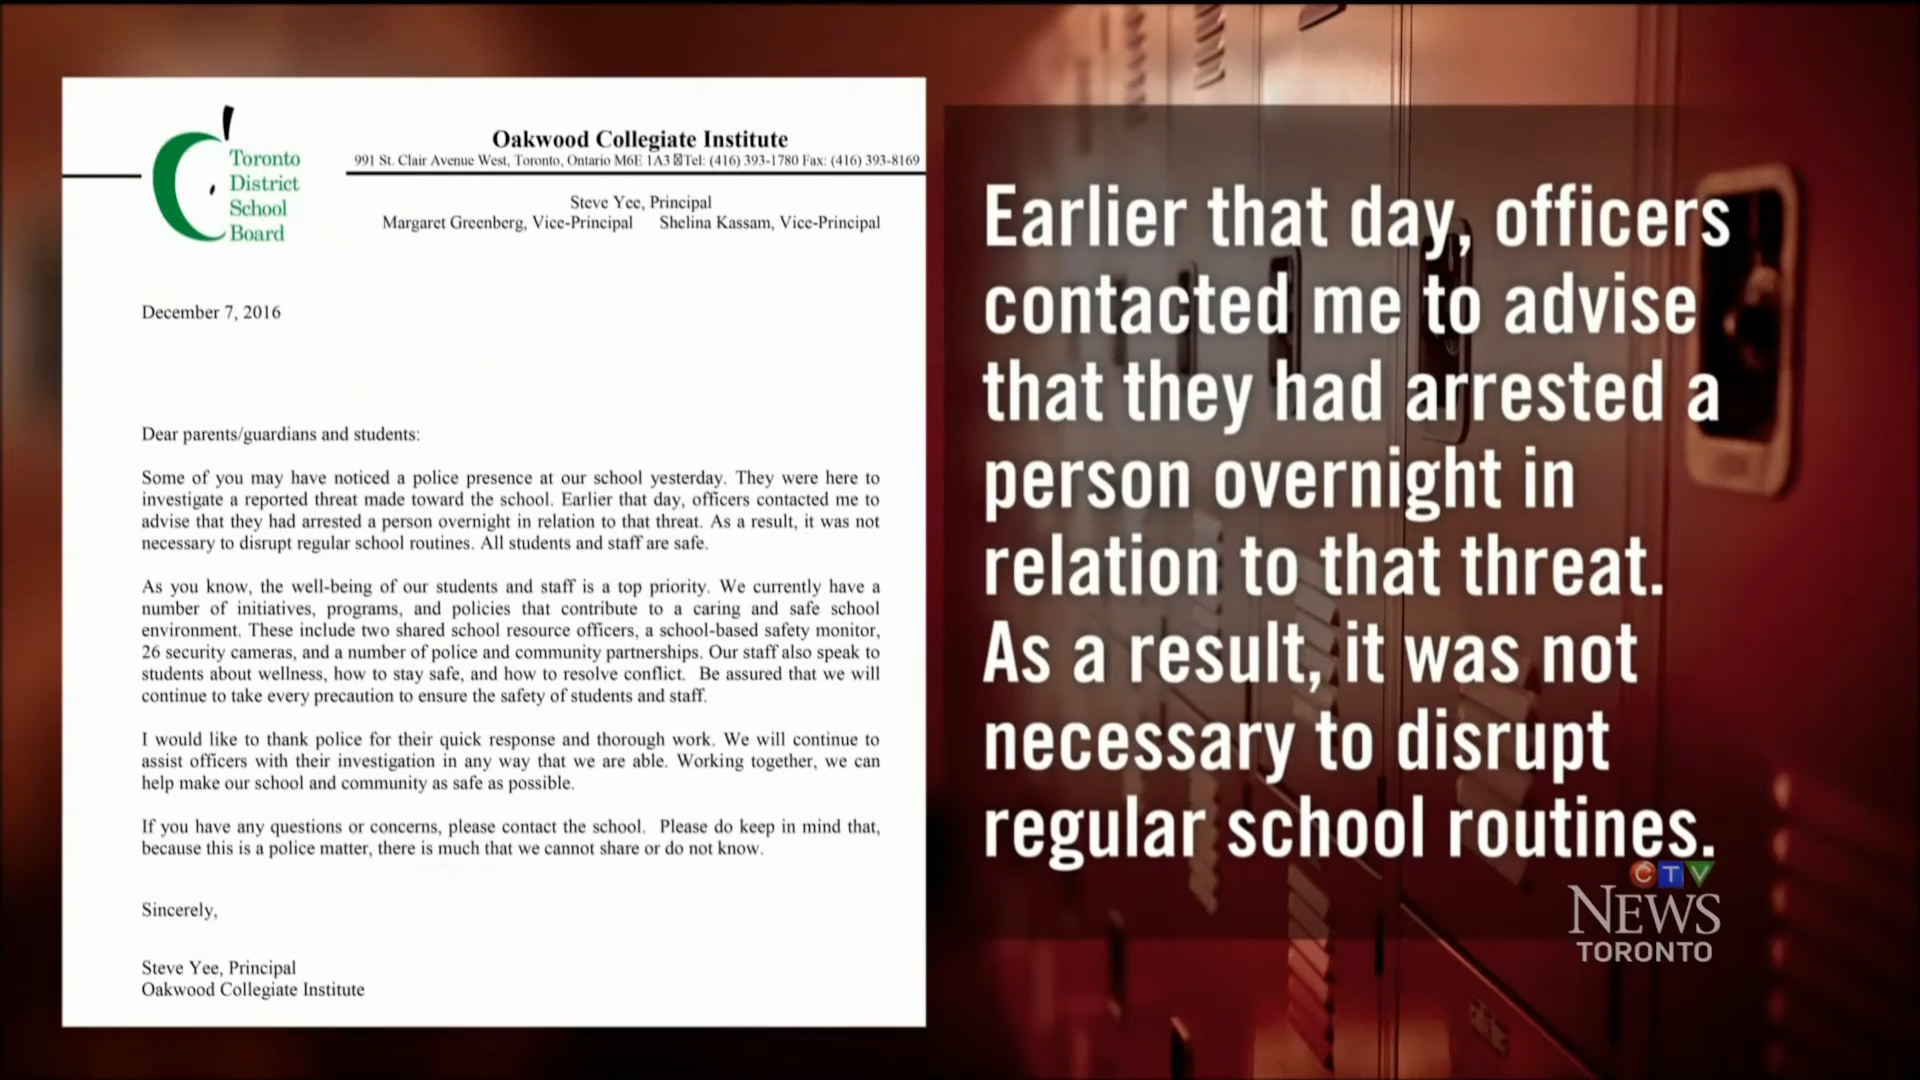 Toronto
District
School
Board
Oakwood Collegiate Institute
991 St. Clair Avenue West, Toronto, Ontario M6E 1A3 Tel: (416) 393-1780 Fax: (416) 393-8169
Steve Yee, Principal
Margaret Greenberg, Vice-Principal Shelina Kassam, Vice-Principal
December 7, 2016
Dear parents/guardians and students:
Some of you may have noticed a police presence at our school yesterday. They were here to
investigate a reported threat made toward the school. Earlier that day, officers contacted me to
advise that they had arrested a person overnight in relation to that threat. As a result, it was not
necessary to disrupt regular school routines. All students and staff are safe.
As you know, the well-being of our students and staff is a top priority. We currently have a
number of initiatives, programs, and policies that contribute to a caring and safe school
environment. These include two shared school resource officers, a school-based safety monitor,
26 security cameras, and a number of police and community partnerships. Our staff also speak to
students about wellness, how to stay safe, and how to resolve conflict. Be assured that we will
continue to take every precaution to ensure the safety of students and staff.
I would like to thank police for their quick response and thorough work. We will continue to
assist officers with their investigation in any way that we are able. Working together, we can
help make our school and community as safe as possible.
If you have any questions or concerns, please contact the school. Please do keep in mind that,
because this is a police matter, there is much that we cannot share or do not know.
Sincerely,
Steve Yee, Principal
Oakwood Collegiate Institute
Earlier that day, officers
contacted me to advise
that they had arrested a
person overnight in
relation to that threat.
As a result, it was not
necessary to disrupt
regular school routines.
CTV
NEWS
TORONTO